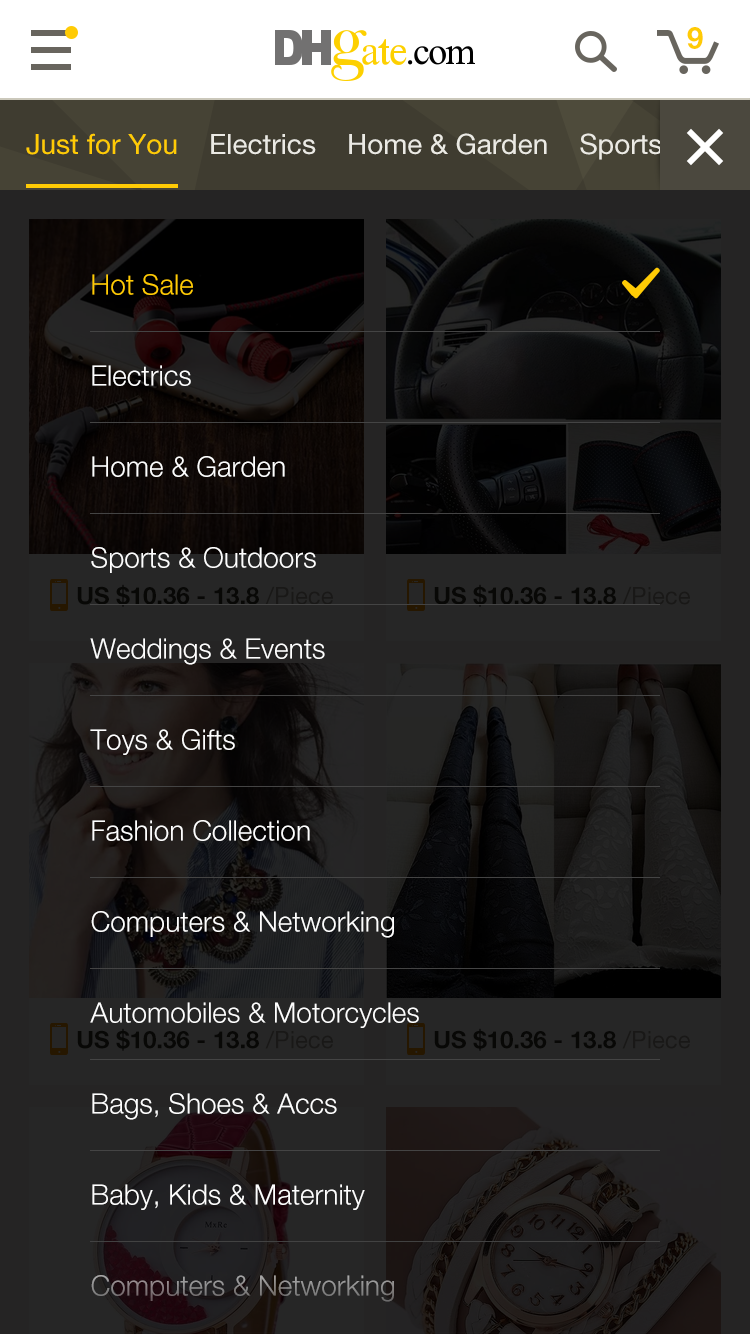 DHgate.com
9
Just for You Electrics Home & Garden Sports
Hot Sale
Electrics
Home & Garden
Sports & Outdoors
US $10.36 - 13.8 /Piece US $10.36 - 13.8 /Piece
Weddings & Events
Toys & Gifts
Fashion Collection
Computers & Networking
Automobiles & Motorcycles
US $10.36 - 13.8 /Piece US $10.36 - 13.8 /Piece
Bags, Shoes & Accs
Baby, Kids & Maternity
Computers & Networking